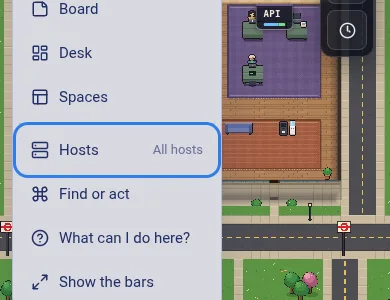 Board
API
Desk
Spaces
Hosts All hosts
Find or act
What can I do here?
Show the bars